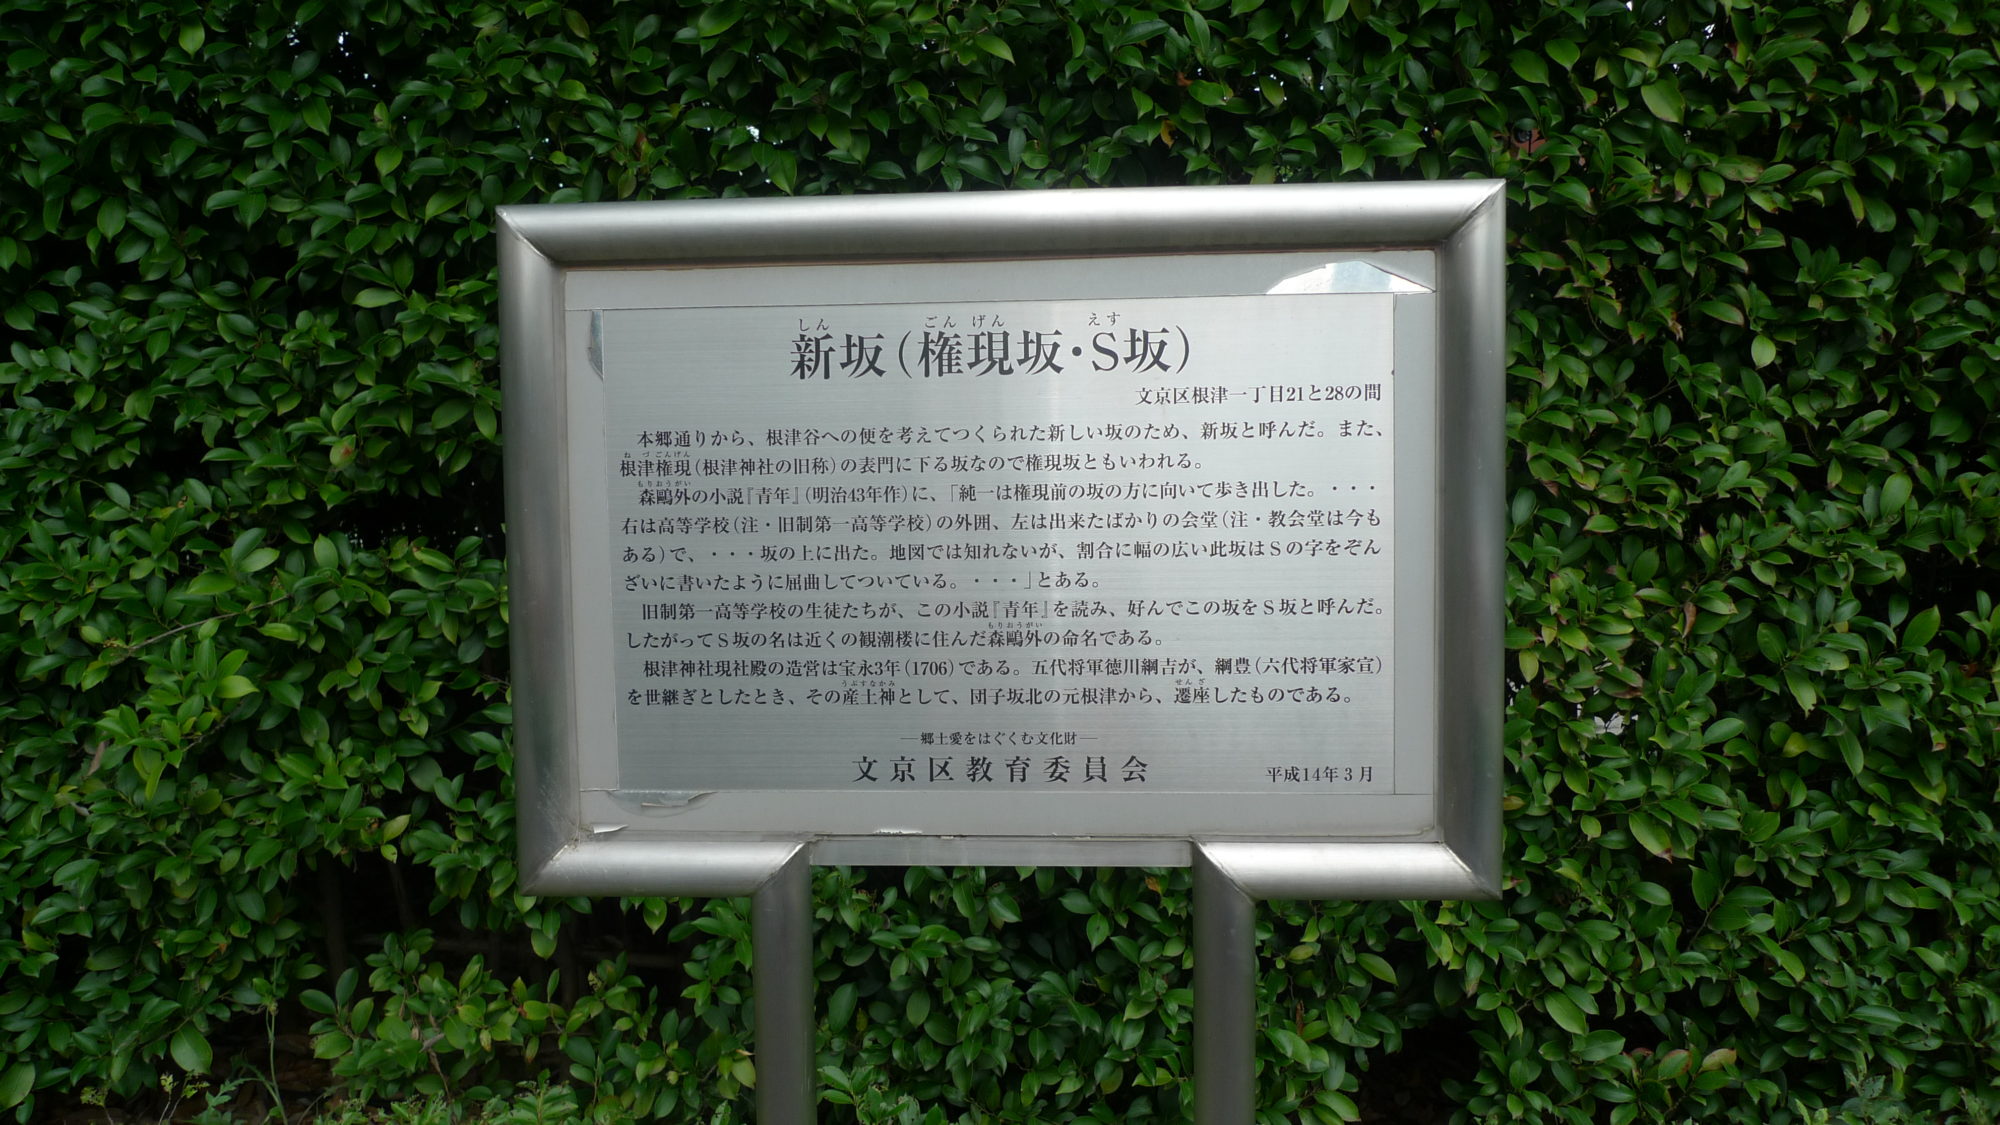 しん ごん げん えす
新坂(権現坂・S坂)
文京区根津一丁目21と28の間
本郷通りから、根津谷への便を考えてつくられた新しい坂のため、新坂と呼んだ。また、
ね づ ごんげん
根津権現(根津神社の旧称)の表門に下る坂なので権現坂ともいわれる。
もりおうがい
森鷗外の小説『青年』(明治43年作)に、「純一は権現前の坂の方に向いて歩き出した。・・・
右は高等学校(注・旧制第一高等学校)の外囲、左は出来たばかりの会堂(注・教会堂は今も
ある)で、・・・坂の上に出た。地図では知れないが、割合に幅の広い此坂はSの字をぞん
ざいに書いたように屈曲してついている。・・・」とある。
旧制第一高等学校の生徒たちが、この小説『青年』を読み、好んでこの坂をS坂と呼んだ。
もりおうがい
したがってS坂の名は近くの観潮楼に住んだ森鷗外の命名である。
根津神社現社殿の造営は宝永3年(1706)である。五代将軍徳川綱吉が、綱豊(六代将軍家宣)
うぶすなかみ せんざ
を世継ぎとしたとき、その産土神として、団子坂北の元根津から、遷座したものである。
―郷土愛をはぐくむ文化財―
文京区教育委員会 平成14年3月